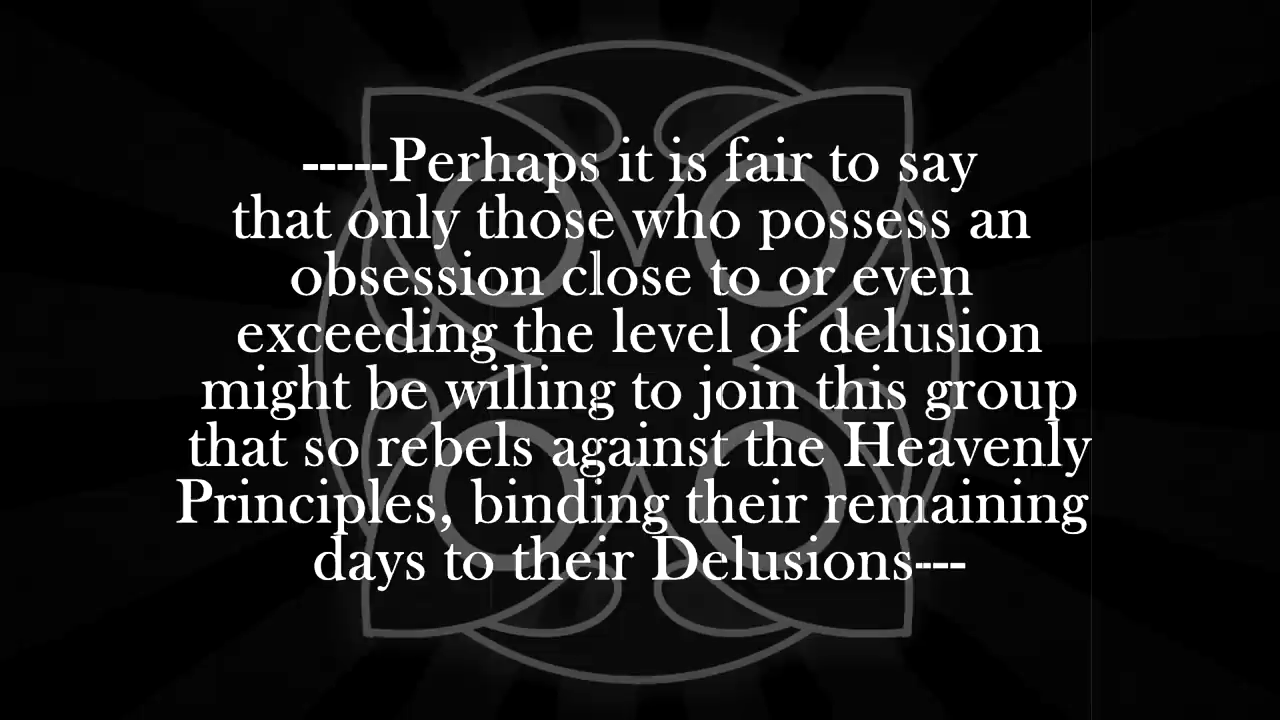 -----Perhaps it is fair to say
that only those who possess an
obsession close to or even
exceeding the level of delusion
might be willing to join this group
that so rebels against the Heavenly
Principles, binding their remaining
days to their Delusions---